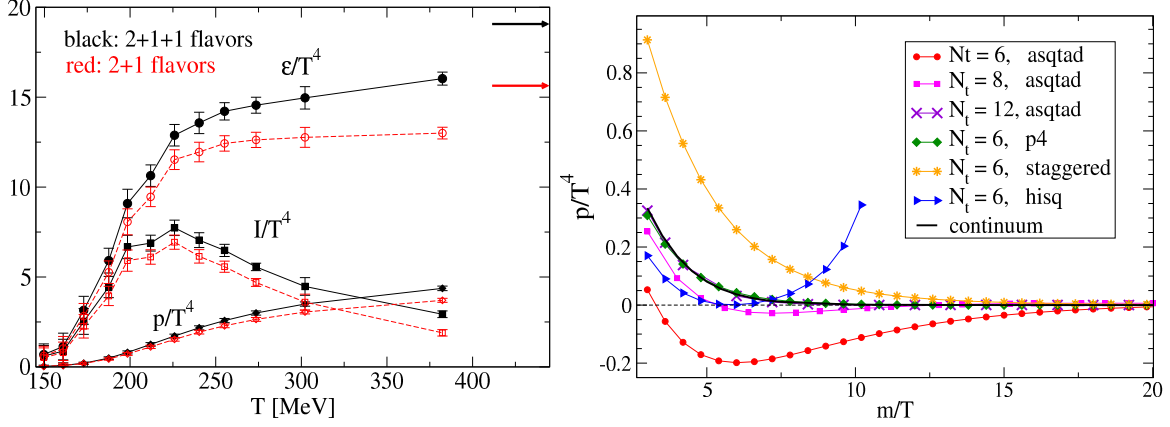 20
15
10
5
0
black: 2+1+1 flavors
red: 2+1 flavors
ε/T^4
I/T^4
p/T^4
150 200 250 300 350 400
T [MeV]
0.8
0.6
0.4
0.2
0
-0.2
p/T^4
Nt = 6, asqtad
N_t = 8, asqtad
N_t = 12, asqtad
N_t = 6, p4
N_t = 6, staggered
N_t = 6, hisq
continuum
5 10 15 20
m/T